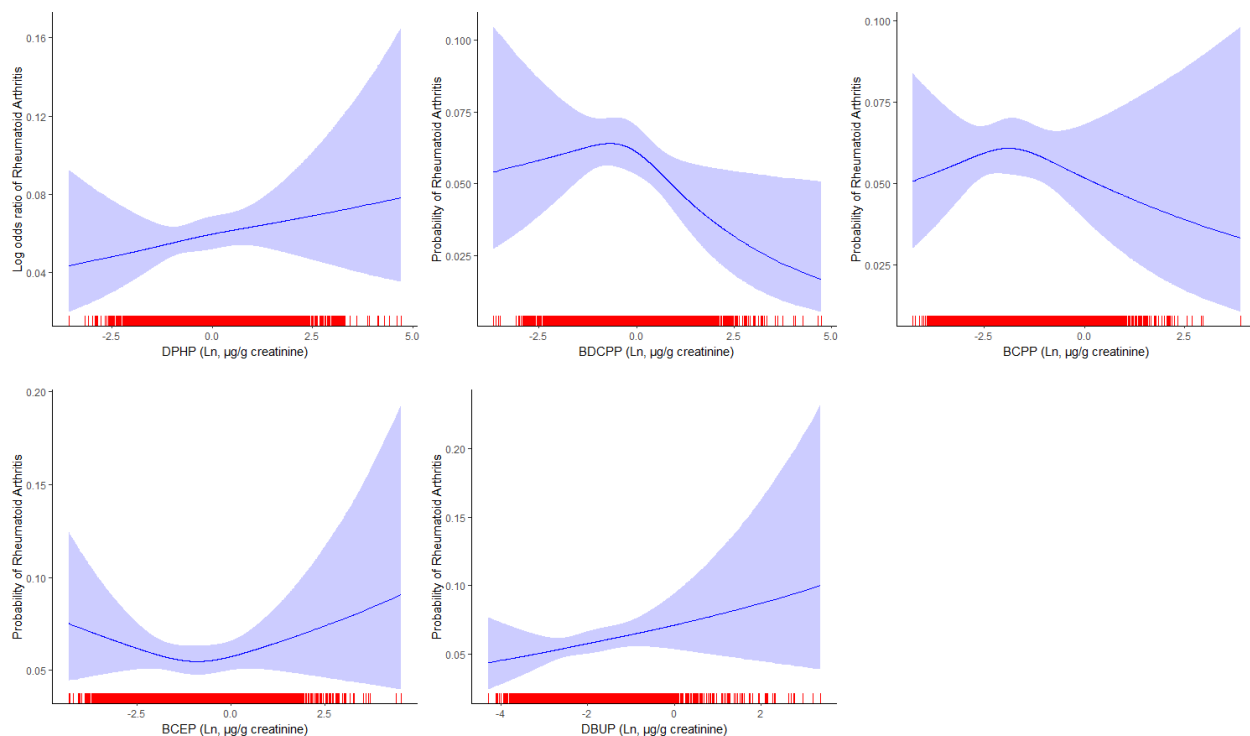 Log odds ratio of Rheumatoid Arthritis
0.16
0.12
0.08
0.04
-2.5 0.0 2.5 5.0
DPHP (Ln, µg/g creatinine)
Probability of Rheumatoid Arthritis
0.100
0.075
0.050
0.025
-2.5 0.0 2.5 5.0
BDCPP (Ln, µg/g creatinine)
Probability of Rheumatoid Arthritis
0.100
0.075
0.050
0.025
-2.5 0.0 2.5
BCPP (Ln, µg/g creatinine)
Probability of Rheumatoid Arthritis
0.20
0.15
0.10
0.05
-2.5 0.0 2.5
BCEP (Ln, µg/g creatinine)
Probability of Rheumatoid Arthritis
0.20
0.15
0.10
0.05
-4 -2 0 2
DBUP (Ln, µg/g creatinine)